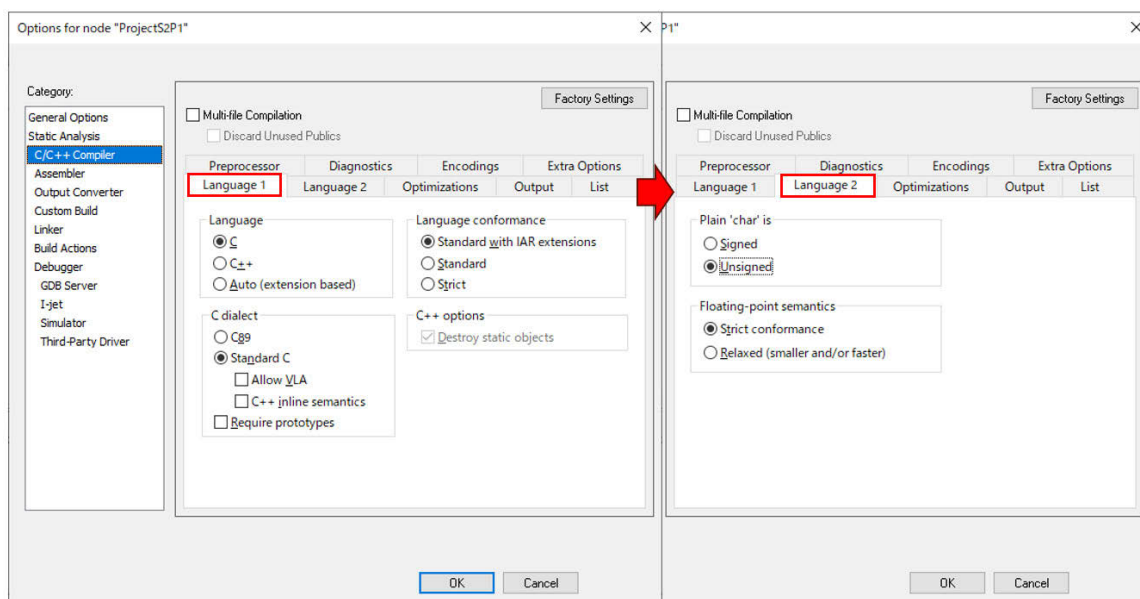 Options for node "ProjectS2P1"
Category:
General Options
Static Analysis
C/C++ Compiler
Assembler
Output Converter
Custom Build
Linker
Build Actions
Debugger
GDB Server
I-jet
Simulator
Third-Party Driver
Factory Settings
Multi-file Compilation
Discard Unused Publics
Preprocessor Diagnostics Encodings Extra Options
Language 1 Language 2 Optimizations Output List
Language
C
C++
Auto (extension based)
Language conformance
Standard with IAR extensions
Standard
Strict
C dialect
C89
Standard C
Allow VLA
C++ inline semantics
Require prototypes
C++ options
Destroy static objects
OK Cancel
P1"
Factory Settings
Multi-file Compilation
Discard Unused Publics
Preprocessor Diagnostics Encodings Extra Options
Language 1 Language 2 Optimizations Output List
Plain 'char' is
Signed
Unsigned
Floating-point semantics
Strict conformance
Relaxed (smaller and/or faster)
OK Cancel